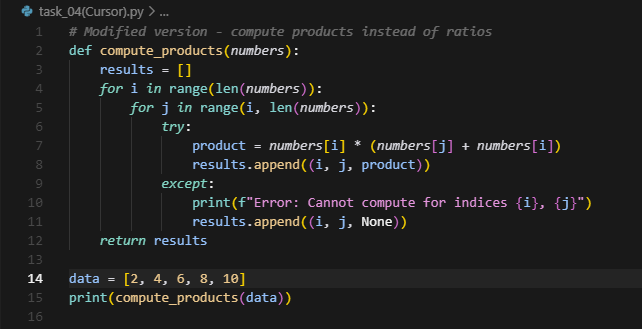 task_04(Cursor).py > ...
1 # Modified version - compute products instead of ratios
2 def compute_products(numbers):
3     results = []
4     for i in range(len(numbers)):
5         for j in range(i, len(numbers)):
6             try:
7                 product = numbers[i] * (numbers[j] + numbers[i])
8                 results.append((i, j, product))
9             except:
10                 print(f"Error: Cannot compute for indices {i}, {j}")
11                 results.append((i, j, None))
12     return results
13
14 data = [2, 4, 6, 8, 10]
15 print(compute_products(data))
16